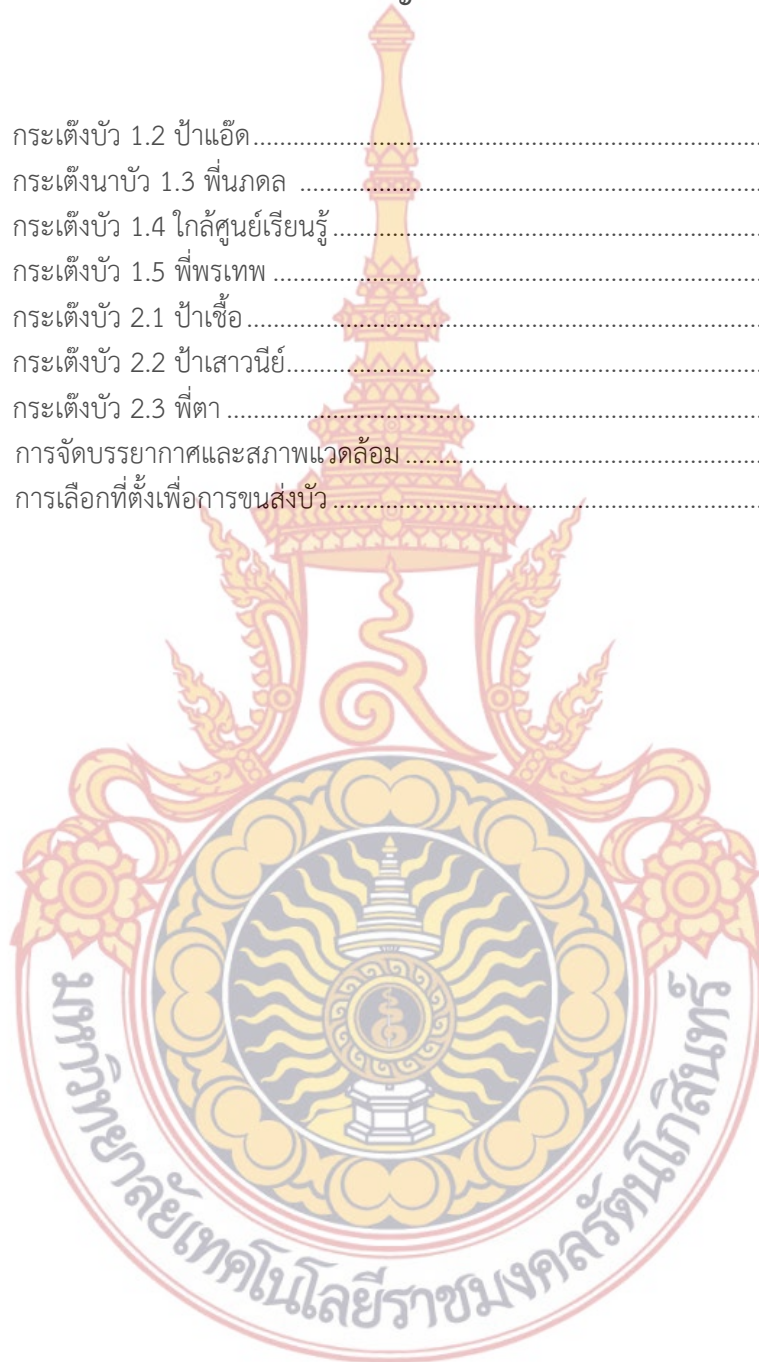 กระเต๊งบัว 1.2 ป้าแอ๊ด........................................................................
กระเต๊งนาบัว 1.3 พี่นภดล ................................................................
กระเต๊งบัว 1.4 ใกล้ศูนย์เรียนรู้............................................................
กระเต๊งบัว 1.5 พี่พรเทพ .....................................................................
กระเต๊งบัว 2.1 ป้าเชื้อ.........................................................................
กระเต๊งบัว 2.2 ป้าเสาวนีย์..................................................................
กระเต๊งบัว 2.3 พี่ตา ............................................................................
การจัดบรรยากาศและสภาพแวดล้อม..................................................
การเลือกที่ตั้งเพื่อการขนส่งบัว.............................................................
มหาวิทยาลัยเทคโนโลยีราชมงคลรัตนโกสินทร์